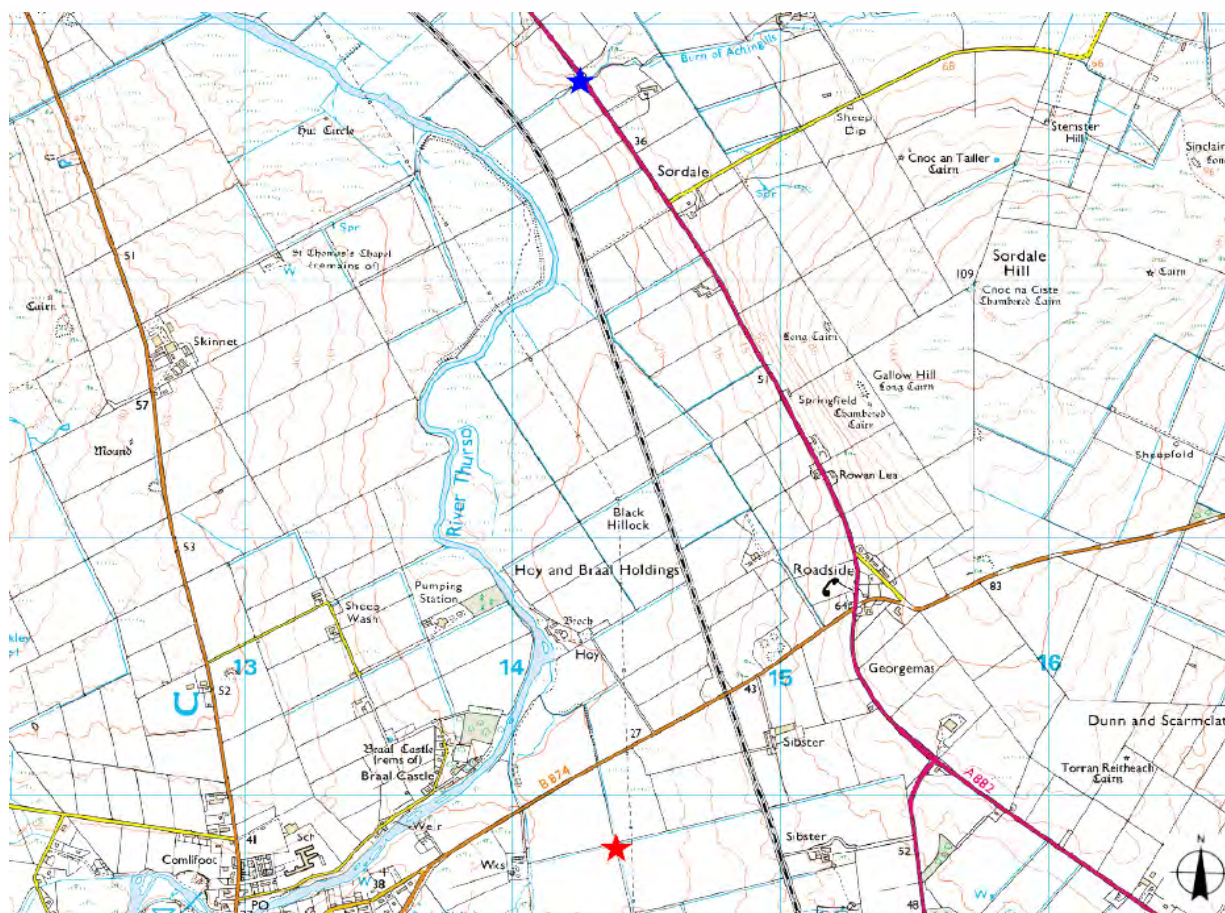 Burn of Achingills
68
66
47
Hut Circle
Sheep
Dip
Stemster
Hill
36
Cnoc an Tailler
Cairn
Sinclair
Sordale
Spr
Spr
St Thomas's Chapel
(remains of)
W
51
Sordale
Hill
109
Cairn
Cnoc na Ciste
Chambered Cairn
Cairn
Skinnet
Long Cairn
51
Gallow Hill
Long Cairn
57
Springfield
Chambered
Cairn
Mound
Sheepfold
Rowan Lea
River Thurso
Black
Hillock
53
Hoy and Braal Holdings
Roadside
83
Pumping
Station
64
Sheep
Wash
Broch
Hoy
13
14
15
16
Georgemas
52
43
Dunn and Scarmclat
27
Braal Castle
(rems of)
Braal Castle
Sibster
B874
A882
Torran Reitheach
Cairn
Weir
41
Sch
Comlifoot
Sibster
52
Wks
W
38
W
PO
48
N